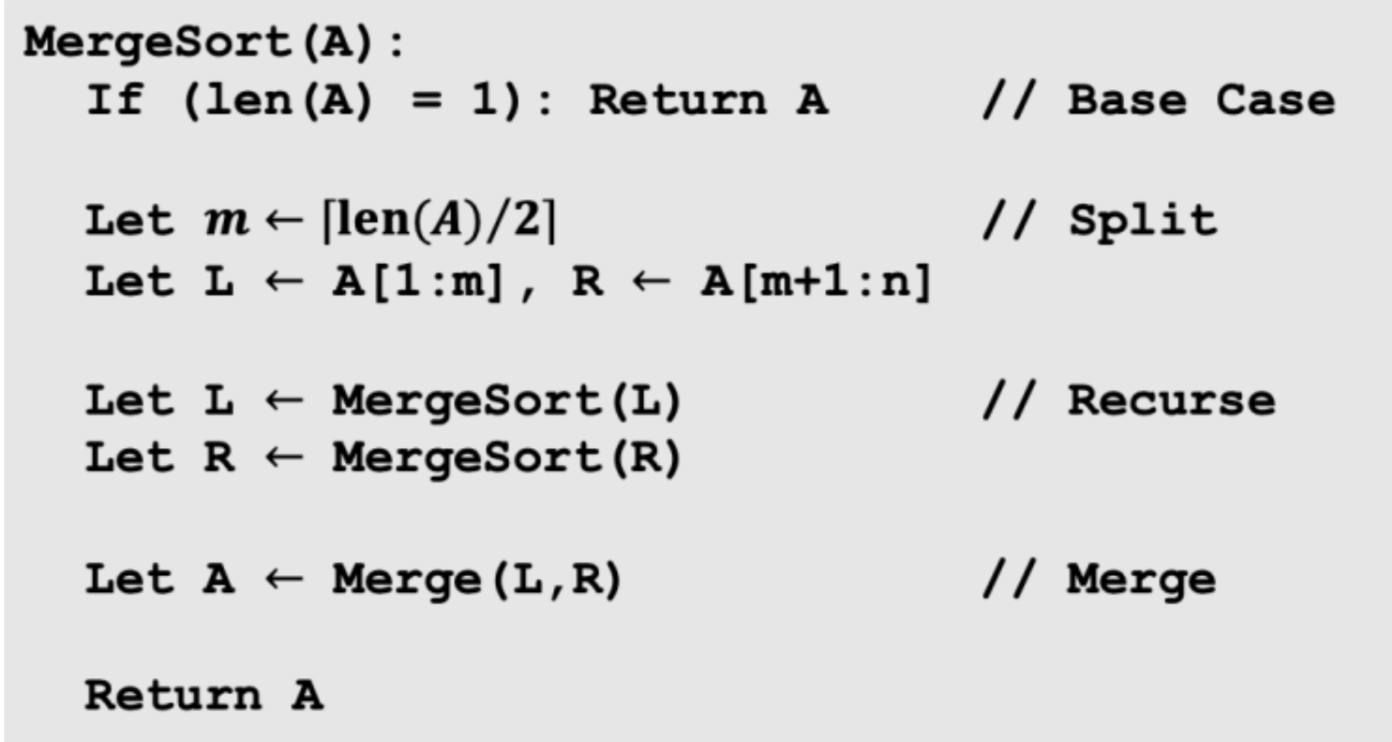 MergeSort(A):
If (len(A) = 1): Return A // Base Case
Let m ← ⌈len(A)/2⌉ // Split
Let L ← A[1:m], R ← A[m+1:n]
Let L ← MergeSort(L) // Recurse
Let R ← MergeSort(R)
Let A ← Merge(L,R) // Merge
Return A